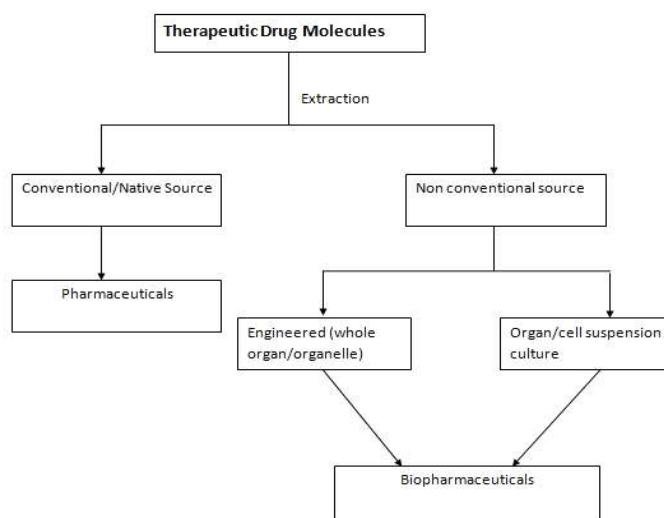 Therapeutic Drug Molecules
Extraction
Conventional/Native Source
Non conventional source
Pharmaceuticals
Engineered (whole
organ/organelle)
Organ/cell suspension
culture
Biopharmaceuticals